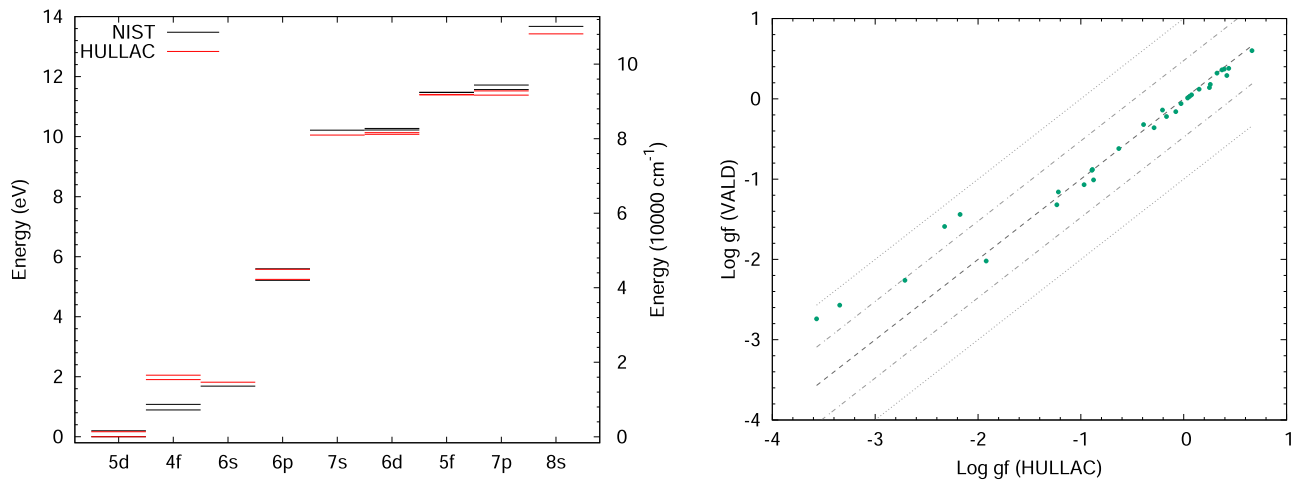 NIST
HULLAC
Energy (eV)
14
12
10
8
6
4
2
0
5d 4f 6s 6p 7s 6d 5f 7p 8s
10
8
6
4
2
0
Energy (10000 cm⁻¹)
Log gf (VALD)
1
0
-1
-2
-3
-4
-4 -3 -2 -1 0 1
Log gf (HULLAC)